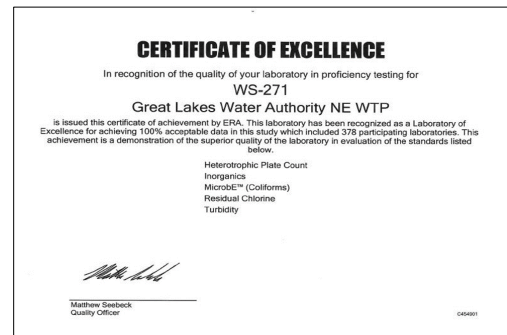 CERTIFICATE OF EXCELLENCE
In recognition of the quality of your laboratory in proficiency testing for
WS-271
Great Lakes Water Authority NE WTP
is issued this certificate of achievement by ERA. This laboratory has been recognized as a Laboratory of
Excellence for achieving 100% acceptable data in this study which included 378 participating laboratories. This
achievement is a demonstration of the superior quality of the laboratory in evaluation of the standards listed
below.
Heterotrophic Plate Count
Inorganics
MicrobE™ (Coliforms)
Residual Chlorine
Turbidity
Matthew Seebeck
Quality Officer
C454901